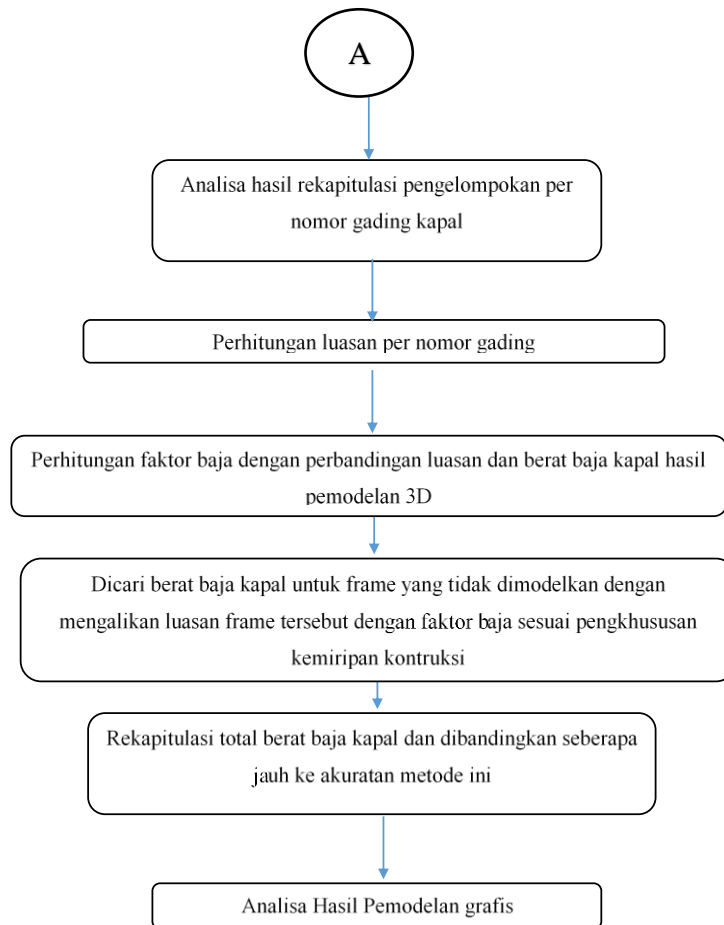 A
Analisa hasil rekapitulasi pengelompokan per
nomor gading kapal
Perhitungan luasan per nomor gading
Perhitungan faktor baja dengan perbandingan luasan dan berat baja kapal hasil
pemodelan 3D
Dicari berat baja kapal untuk frame yang tidak dimodelkan dengan
mengalikan luasan frame tersebut dengan faktor baja sesuai pengkhususan
kemiripan kontruksi
Rekapitulasi total berat baja kapal dan dibandingkan seberapa
jauh ke akuratan metode ini
Analisa Hasil Pemodelan grafis